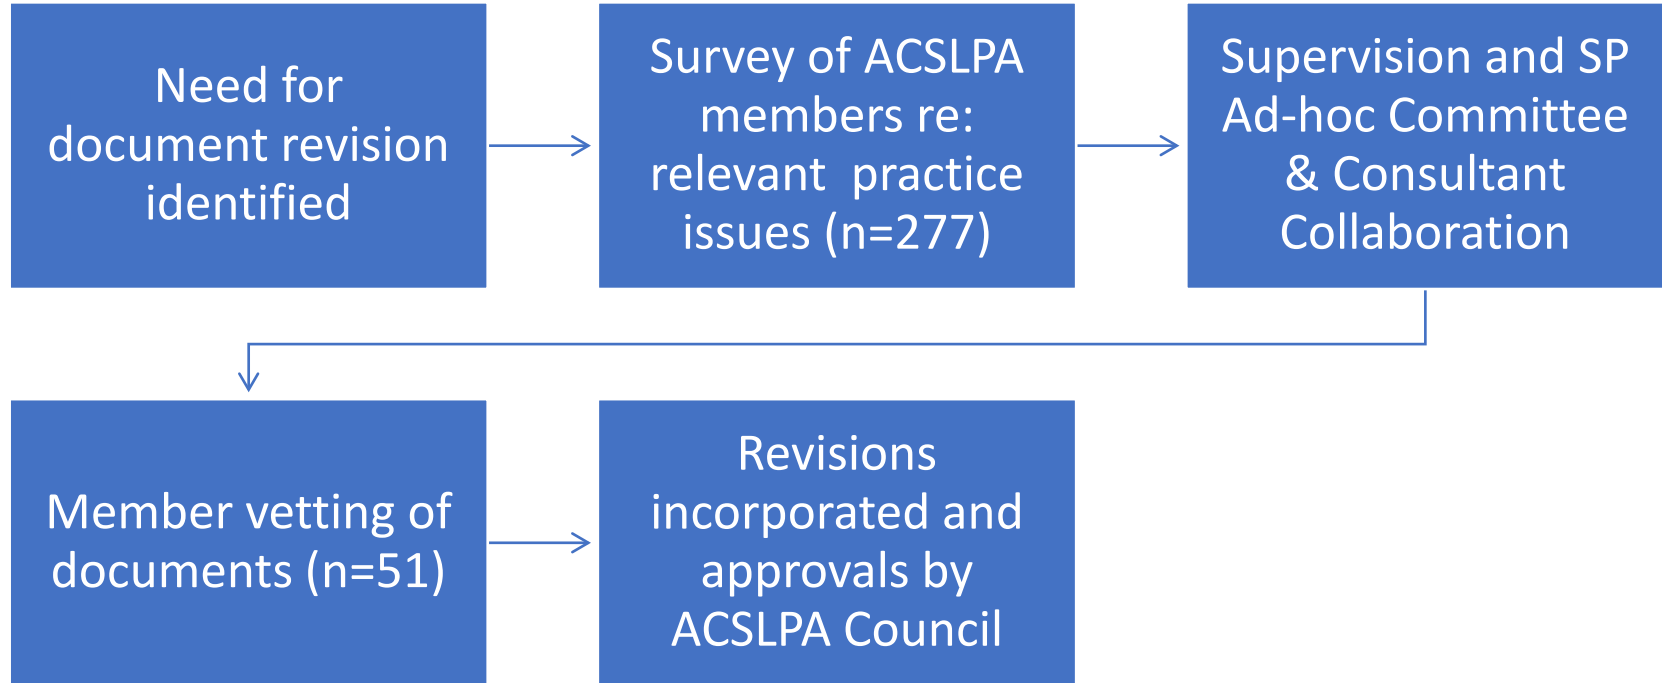 Need for
document revision
identified
Survey of ACSLPA
members re:
relevant  practice
issues (n=277)
Supervision and SP
Ad-hoc Committee
& Consultant
Collaboration
Member vetting of
documents (n=51)
Revisions
incorporated and
approvals by
ACSLPA Council